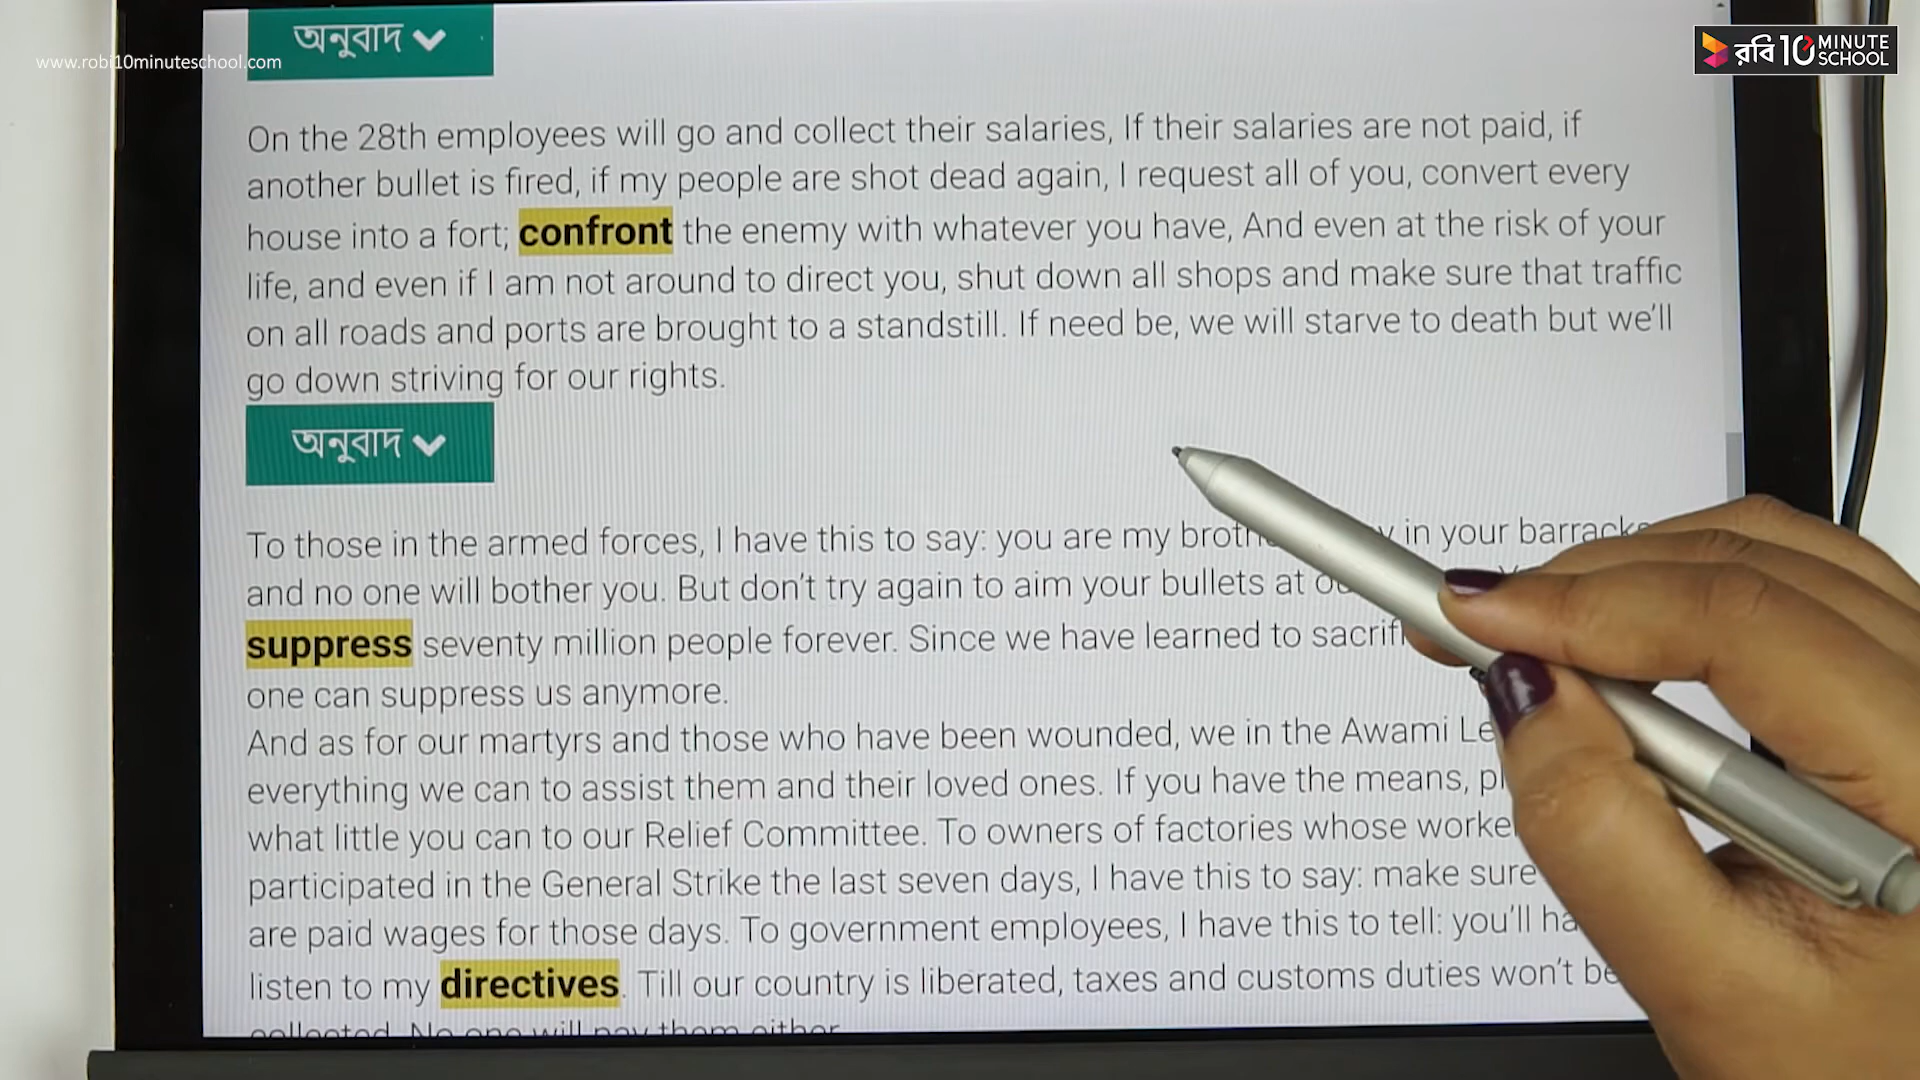 অনুবাদ
www.robi10minuteschool.com
রবি 10 MINUTE SCHOOL
On the 28th employees will go and collect their salaries, If their salaries are not paid, if
another bullet is fired, if my people are shot dead again, I request all of you, convert every
house into a fort; confront the enemy with whatever you have, And even at the risk of your
life, and even if I am not around to direct you, shut down all shops and make sure that traffic
on all roads and ports are brought to a standstill. If need be, we will starve to death but we’ll
go down striving for our rights.
অনুবাদ
To those in the armed forces, I have this to say: you are my in your
and no one will bother you. But don’t try again to aim your bullets at
suppress seventy million people forever. Since we have learned to
one can suppress us anymore.
And as for our martyrs and those who have been wounded, we in the Awami
everything we can to assist them and their loved ones. If you have the means,
what little you can to our Relief Committee. To owners of factories whose
participated in the General Strike the last seven days, I have this to say: make sure
are paid wages for those days. To government employees, I have this to tell: you’ll
listen to my directives. Till our country is liberated, taxes and customs duties won’t
collected. No one will pay them either